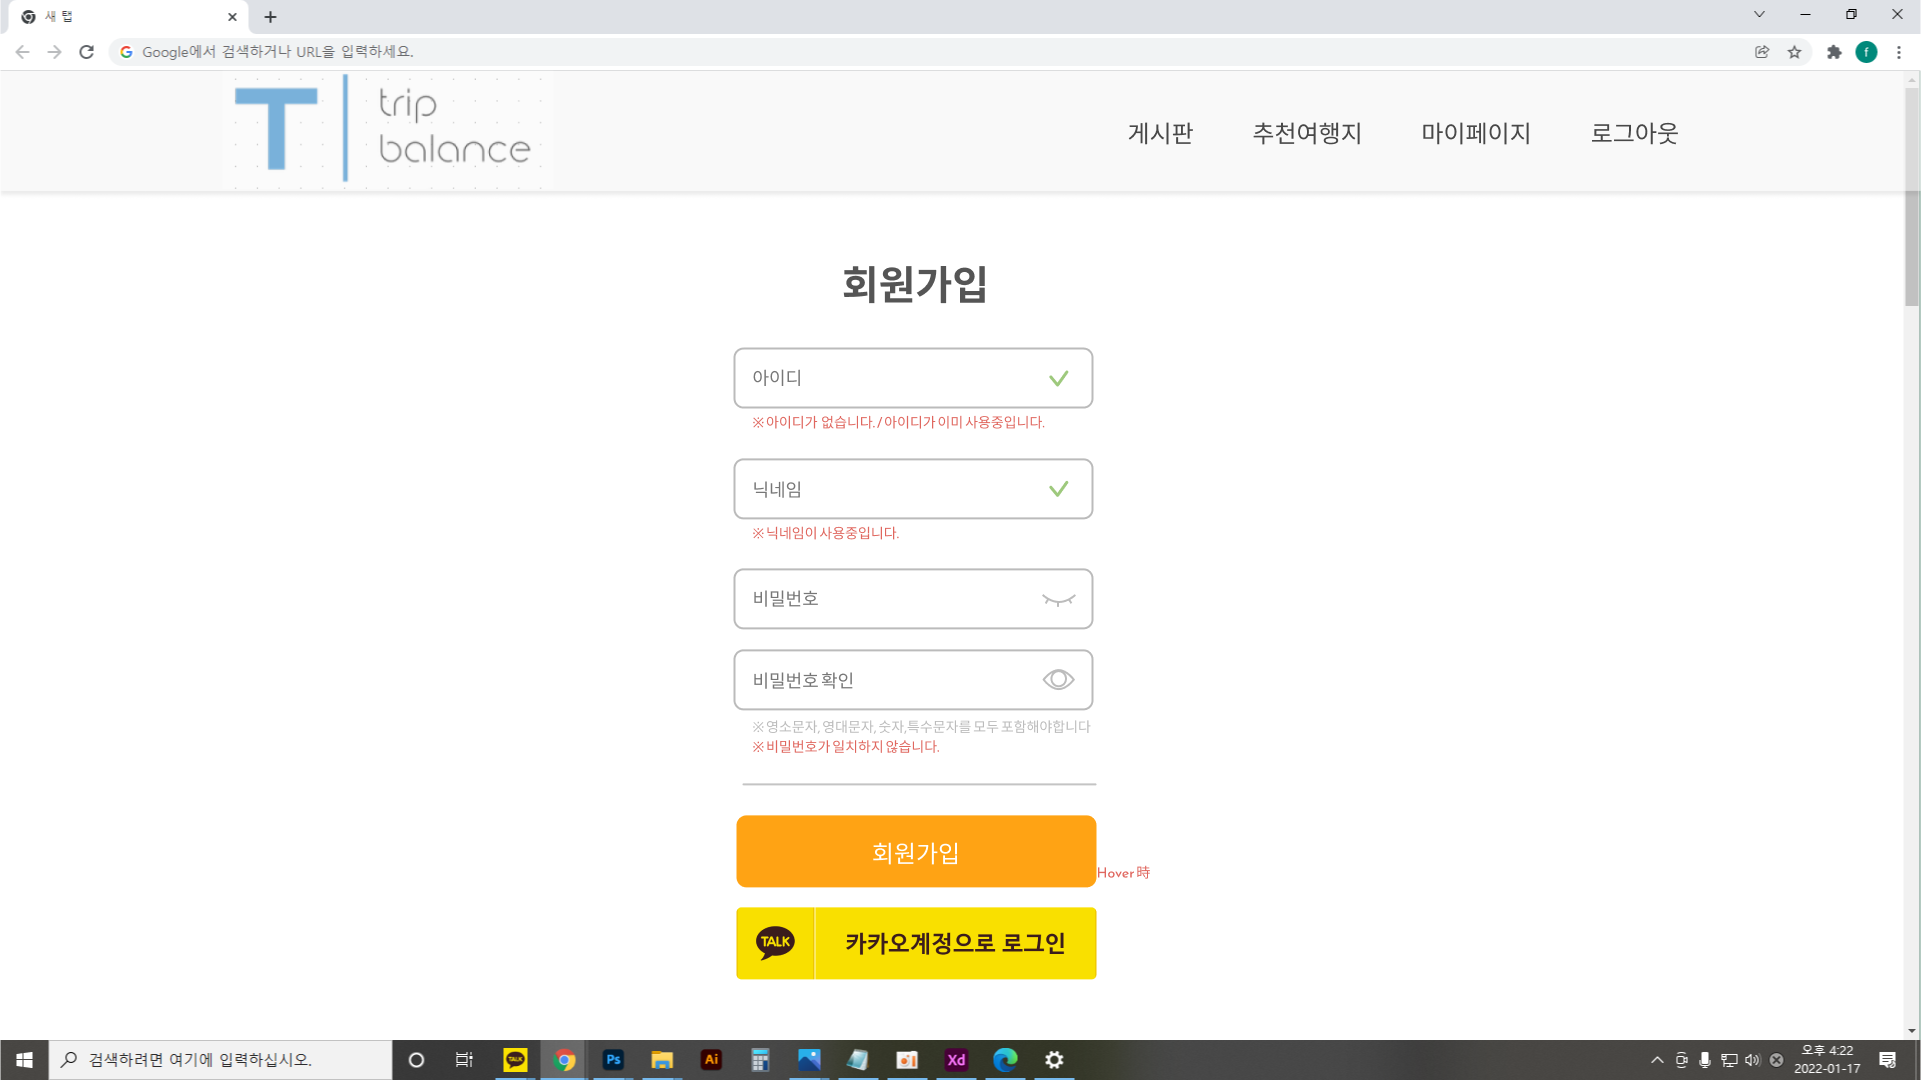 새 탭
Google에서 검색하거나 URL을 입력하세요.
f
T
trip
balance
게시판
추천여행지
마이페이지
로그아웃
회원가입
아이디
※ 아이디가 없습니다. / 아이디가 이미 사용중입니다.
닉네임
※ 닉네임이 사용중입니다.
비밀번호
비밀번호 확인
※ 영소문자, 영대문자, 숫자,특수문자를 모두 포함해야합니다
※ 비밀번호가 일치하지 않습니다.
회원가입
Hover 時
TALK
카카오계정으로 로그인
검색하려면 여기에 입력하십시오.
TALK
Ps
Ai
Xd
오후 4:22
2022-01-17